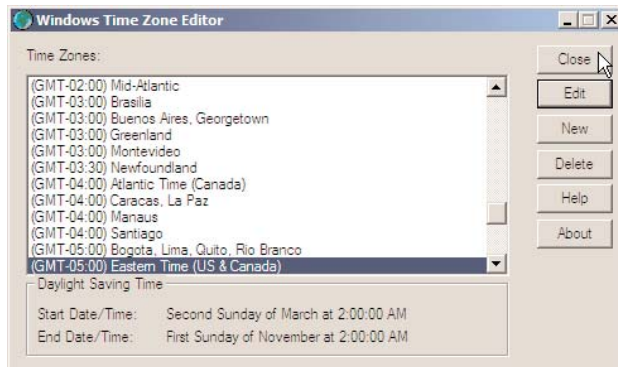 Windows Time Zone Editor
Time Zones:
(GMT-02:00) Mid-Atlantic
(GMT-03:00) Brasilia
(GMT-03:00) Buenos Aires, Georgetown
(GMT-03:00) Greenland
(GMT-03:00) Montevideo
(GMT-03:30) Newfoundland
(GMT-04:00) Atlantic Time (Canada)
(GMT-04:00) Caracas, La Paz
(GMT-04:00) Manaus
(GMT-04:00) Santiago
(GMT-05:00) Bogota, Lima, Quito, Rio Branco
(GMT-05:00) Eastern Time (US & Canada)
Close
Edit
New
Delete
Help
About
Daylight Saving Time
Start Date/Time: Second Sunday of March at 2:00:00 AM
End Date/Time: First Sunday of November at 2:00:00 AM